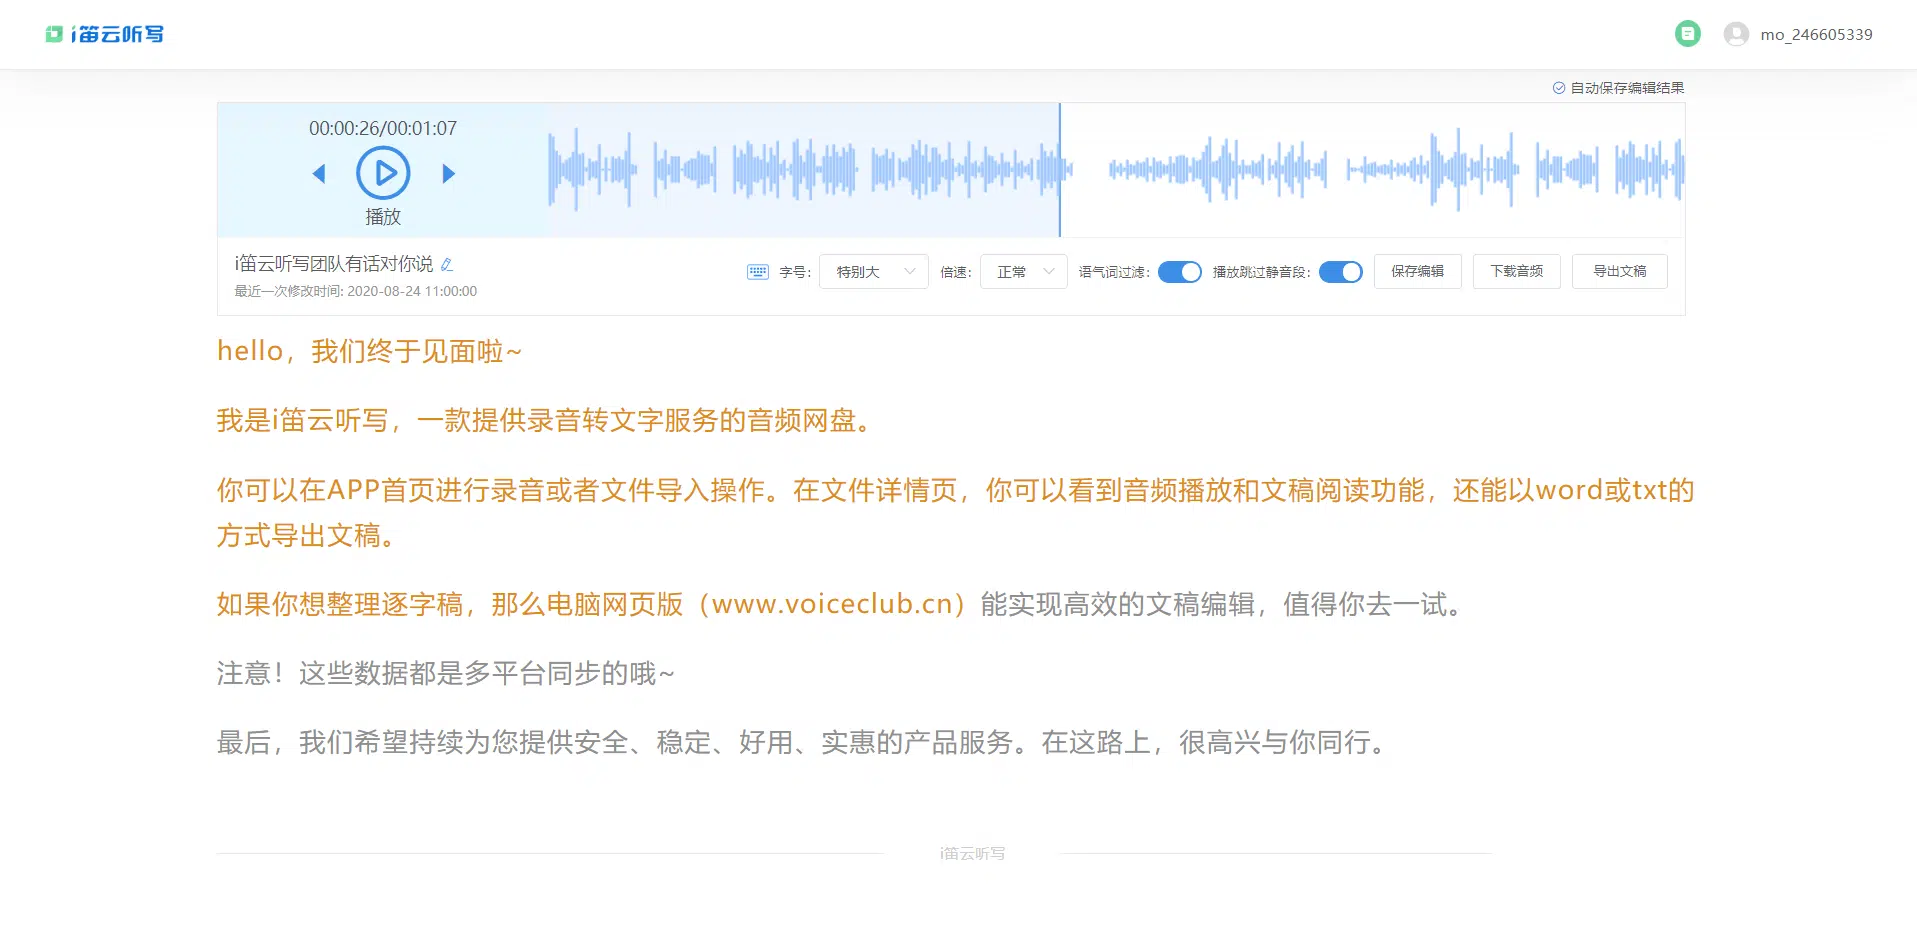 i笛云听写
mo_246605339
自动保存编辑结果
00:00:26/00:01:07
播放
i笛云听写团队有话对你说
最近一次修改时间: 2020-08-24 11:00:00
字号: 特别大 倍速: 正常 语气词过滤: 播放跳过静音段: 保存编辑 下载音频 导出文稿
hello，我们终于见面啦~
我是i笛云听写，一款提供录音转文字服务的音频网盘。
你可以在APP首页进行录音或者文件导入操作。在文件详情页，你可以看到音频播放和文稿阅读功能，还能以word或txt的
方式导出文稿。
如果你想整理逐字稿，那么电脑网页版（www.voiceclub.cn）能实现高效的文稿编辑，值得你去一试。
注意！这些数据都是多平台同步的哦~
最后，我们希望持续为您提供安全、稳定、好用、实惠的产品服务。在这路上，很高兴与你同行。
i笛云听写